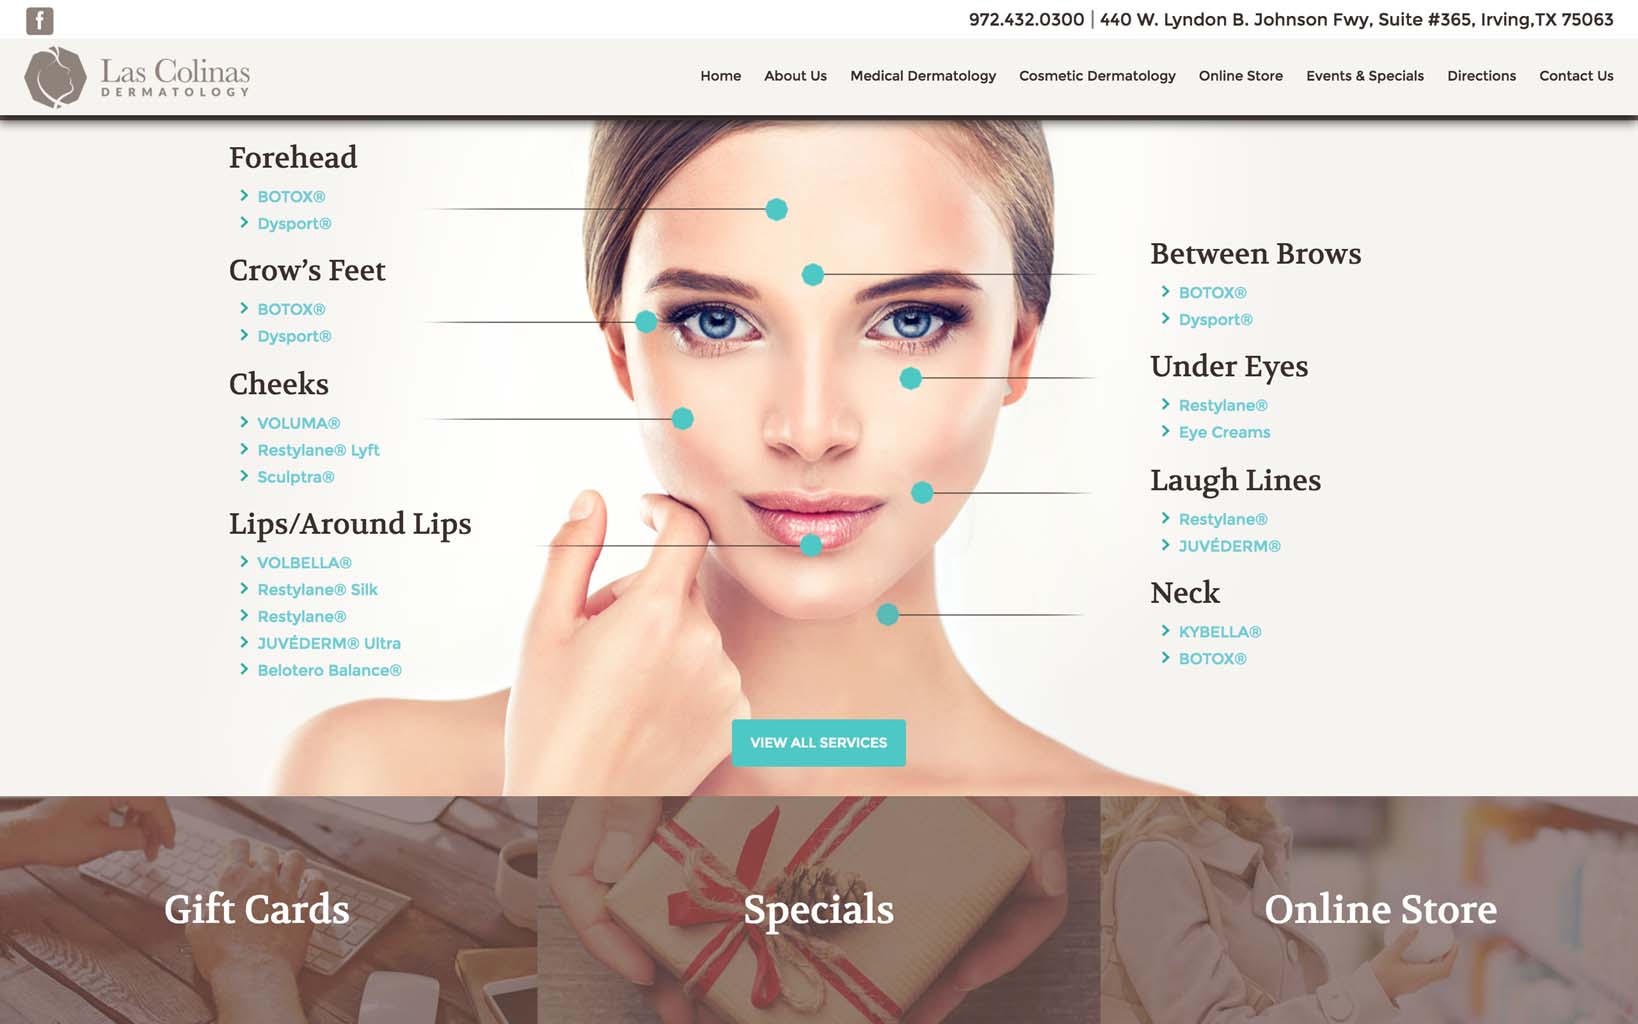 f
972.432.0300 | 440 W. Lyndon B. Johnson Fwy, Suite #365, Irving,TX 75063
Las Colinas
DERMATOLOGY
Home About Us Medical Dermatology Cosmetic Dermatology Online Store Events & Specials Directions Contact Us
Forehead
BOTOX®
Dysport®
Crow’s Feet
BOTOX®
Dysport®
Cheeks
VOLUMA®
Restylane® Lyft
Sculptra®
Lips/Around Lips
VOLBELLA®
Restylane® Silk
Restylane®
JUVÉDERM® Ultra
Belotero Balance®
Between Brows
BOTOX®
Dysport®
Under Eyes
Restylane®
Eye Creams
Laugh Lines
Restylane®
JUVÉDERM®
Neck
KYBELLA®
BOTOX®
VIEW ALL SERVICES
Gift Cards
Specials
Online Store